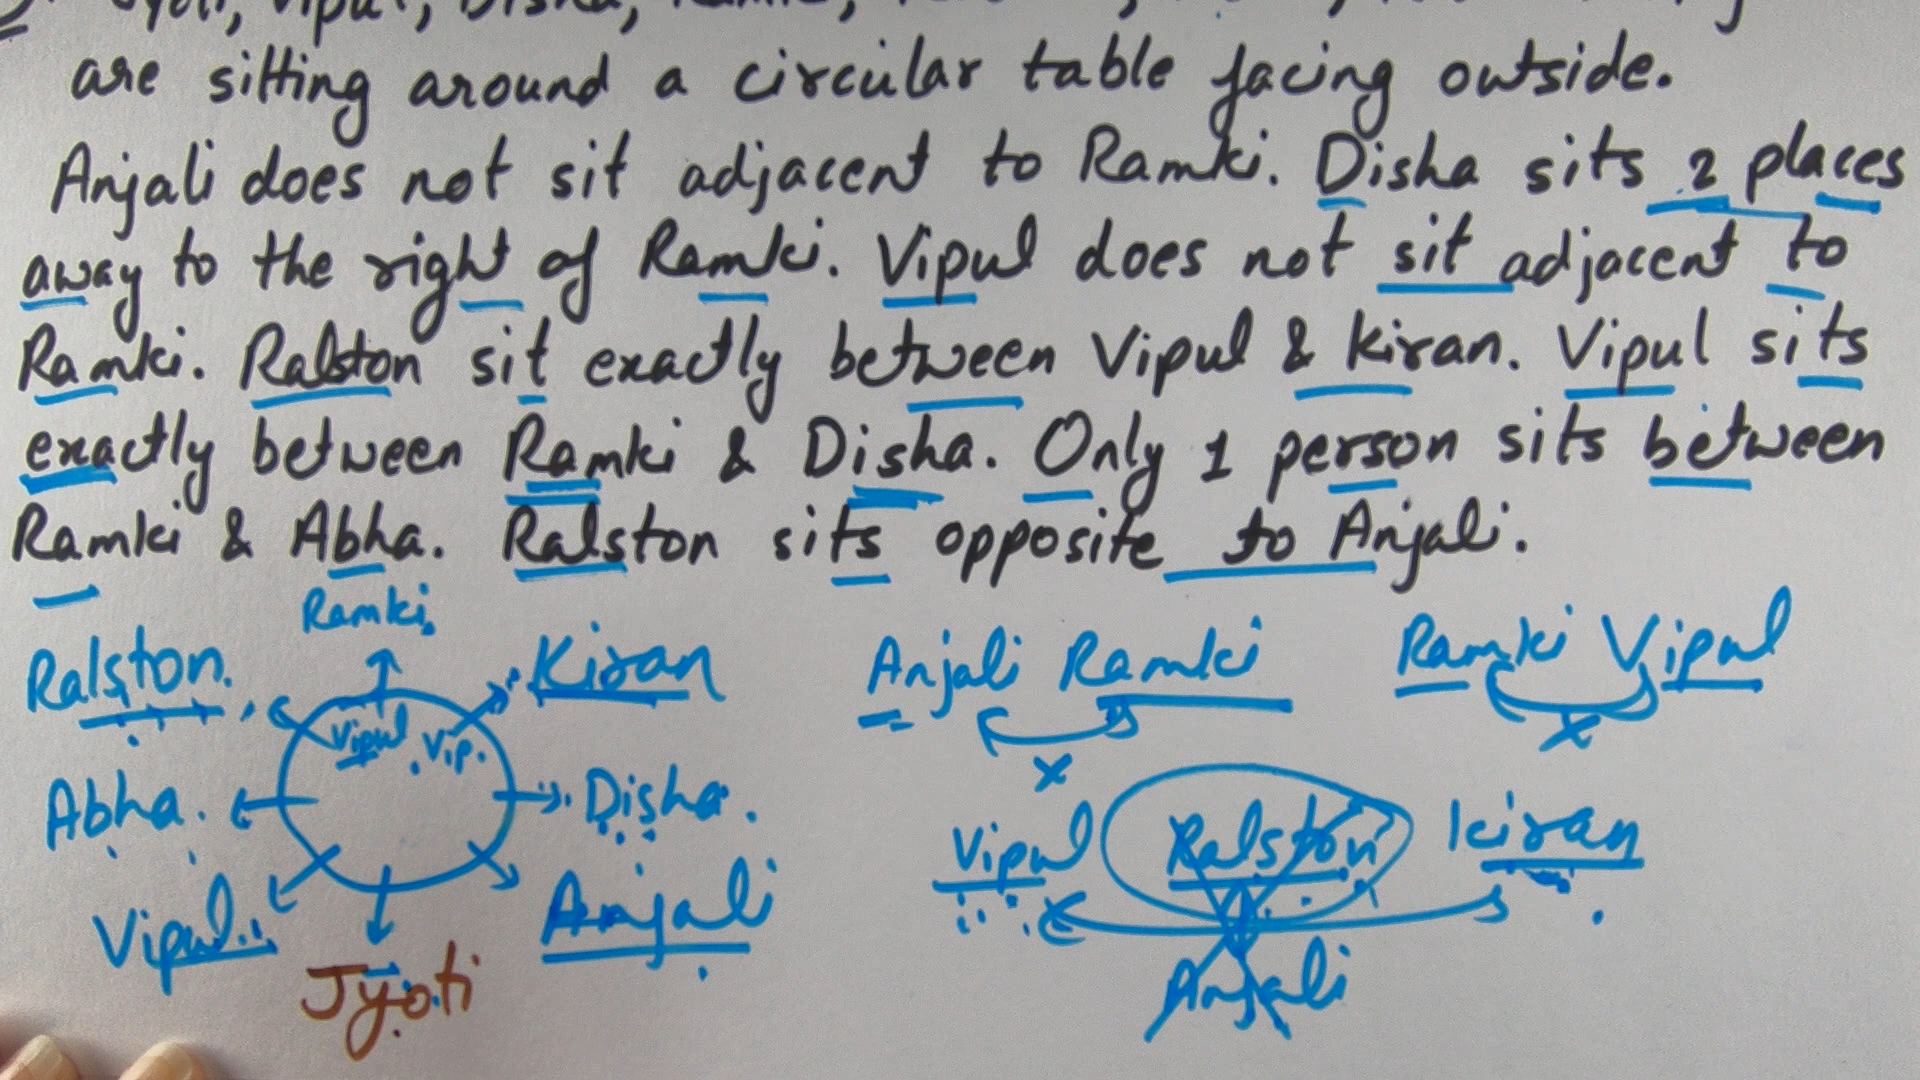 Jyoti, Vipul, Disha,
are sitting around a circular table facing outside.
Anjali does not sit adjacent to Ramki. Disha sits 2 places
away to the right of Ramki. Vipul does not sit adjacent to
Ramki. Ralston sit exactly between Vipul & Kiran. Vipul sits
exactly between Ramki & Disha. Only 1 person sits between
Ramki & Abha. Ralston sits opposite to Anjali.
Ramki
Ralston. Kiran
Vipul Vip.
Abha. Disha.
Vipul Anjali
Jyoti
Anjali Ramki Ramki Vipul
x x
Vipul Ralston Kiran
Anjali